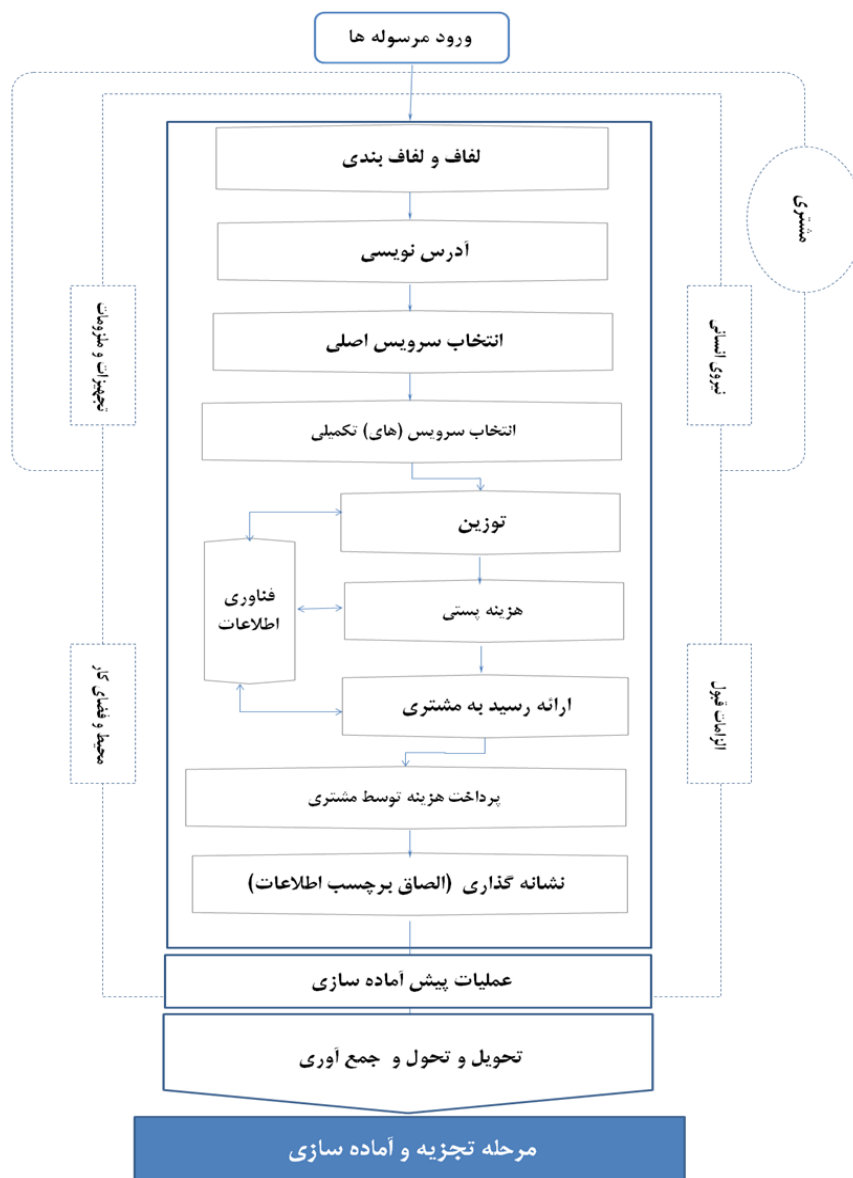 ورود مرسوله ها
لفاف و لفاف بندی
مشتری
آدرس نویسی
انتخاب سرویس اصلی
تجهیزات و ملزومات
نیروی انسانی
انتخاب سرویس (های) تکمیلی
توزین
فناوری
اطلاعات
هزینه پستی
ارائه رسید به مشتری
محیط و فضای کار
الزامات قبول
پرداخت هزینه توسط مشتری
نشانه گذاری (الصاق برچسب اطلاعات)
عملیات پیش آماده سازی
تحویل و تحول و جمع آوری
مرحله تجزیه و آماده سازی